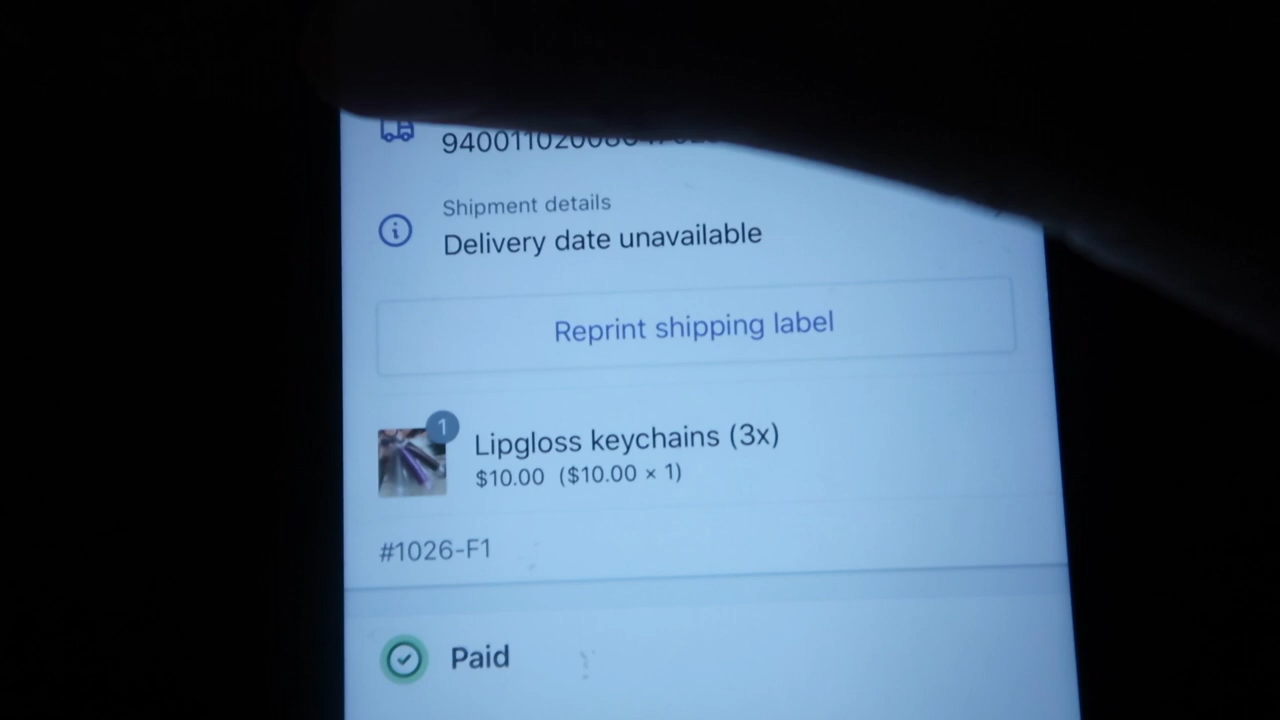 Shipment details
Delivery date unavailable
Reprint shipping label
1
Lipgloss keychains (3x)
$10.00 ($10.00 × 1)
#1026-F1
Paid